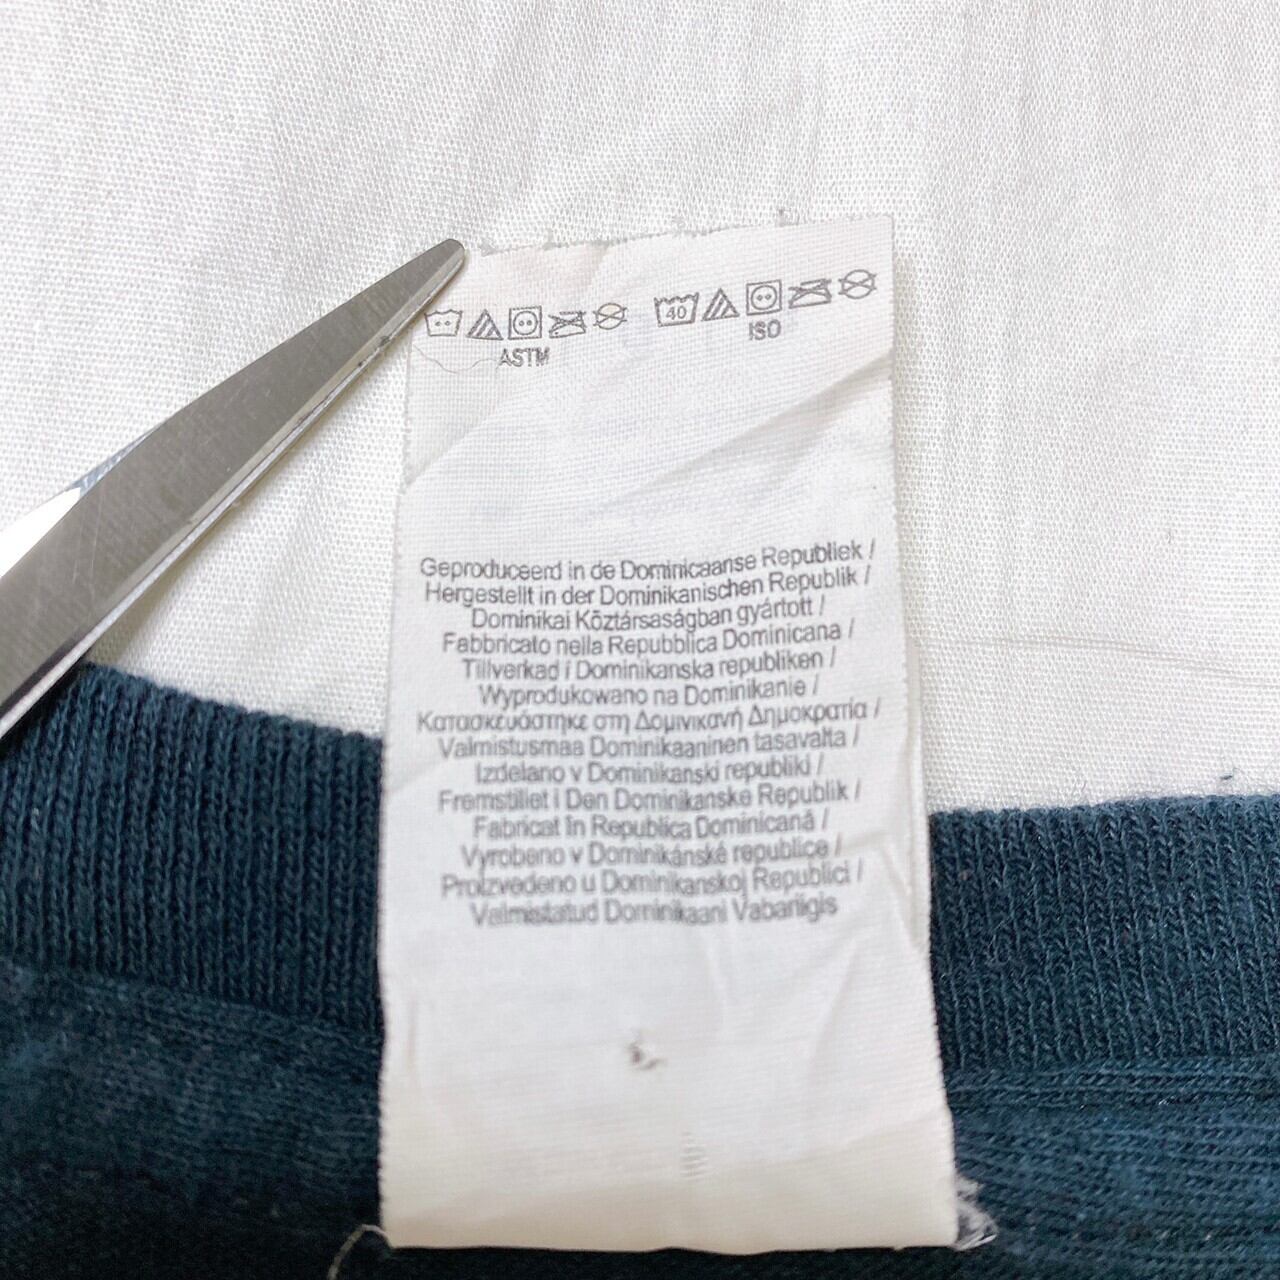 40
ASTM
ISO
Geproduceerd in de Dominicaanse Republiek /
Hergestellt in der Dominikanischen Republik /
Dominikai Köztársaságban gyártott /
Fabbricato nella Repubblica Dominicana /
Tillverkad i Dominikanska republiken /
Wyprodukowano na Dominikanie /
Κατασκευάστηκε στη Δομινικανή Δημοκρατία /
Valmistusmaa Dominikaaninen tasavalta /
Izdelano v Dominikanski republiki /
Fremstillet i Den Dominikanske Republik /
Fabricat în Republica Dominicană /
Vyrobeno v Dominikánské republice /
Proizvedeno u Dominikanskoj Republici /
Valmistatud Dominikaani Vabariigis